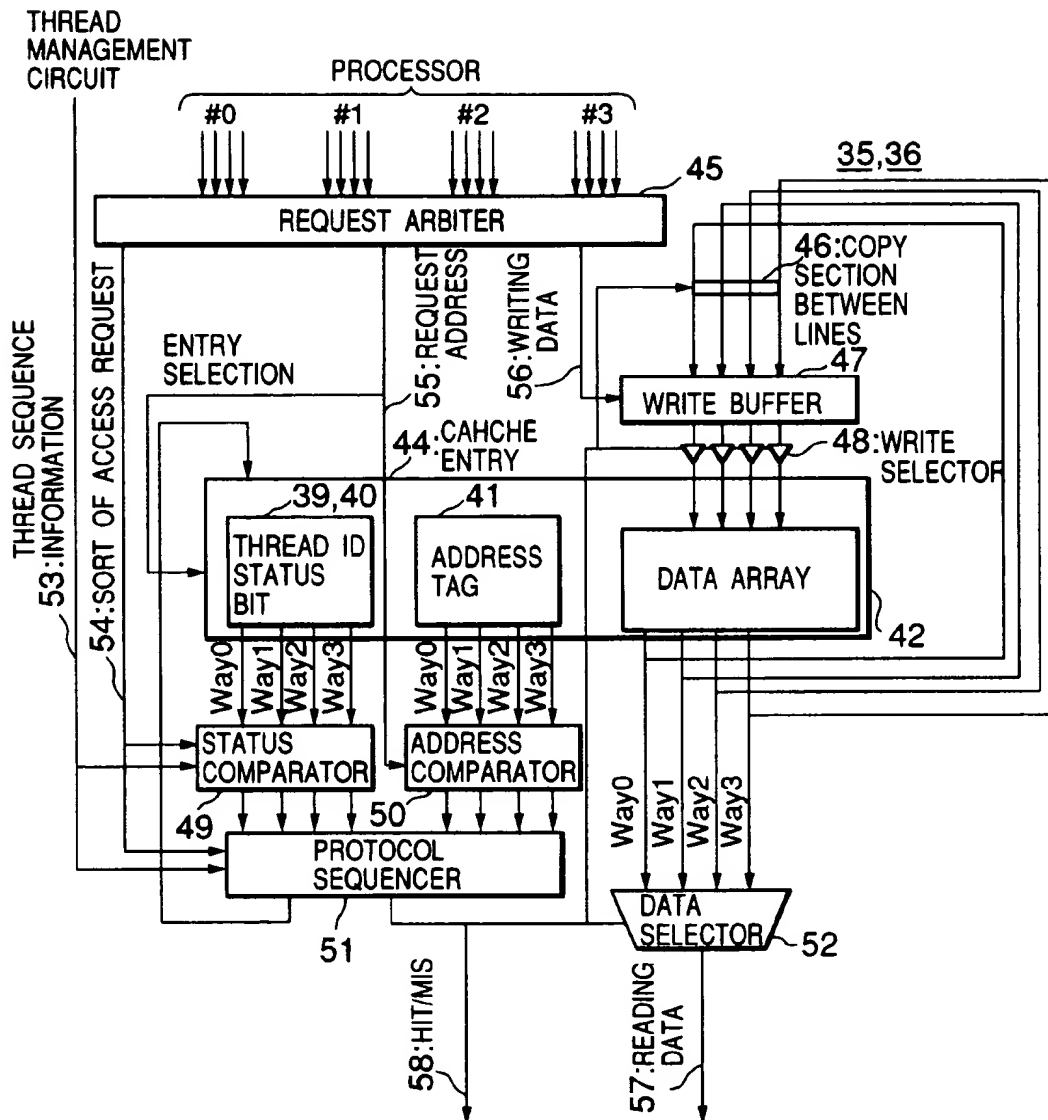 THREAD
MANAGEMENT
CIRCUIT
PROCESSOR
#0
#1
#2
#3
35,36
45
REQUEST ARBITER
46:COPY
SECTION
BETWEEN
LINES
55:REQUEST
ADDRESS
56:WRITING
DATA
ENTRY
SELECTION
47
WRITE BUFFER
THREAD SEQUENCE
53:INFORMATION
54:SORT OF ACCESS REQUEST
44:CAHCHE
ENTRY
48:WRITE
SELECTOR
39,40
THREAD ID
STATUS
BIT
41
ADDRESS
TAG
DATA ARRAY
42
Way0
Way1
Way2
Way3
Way0
Way1
Way2
Way3
STATUS
COMPARATOR
ADDRESS
COMPARATOR
49
50
Way0
Way1
Way2
Way3
PROTOCOL
SEQUENCER
51
DATA
SELECTOR
52
58:HIT/MIS
57:READING
DATA